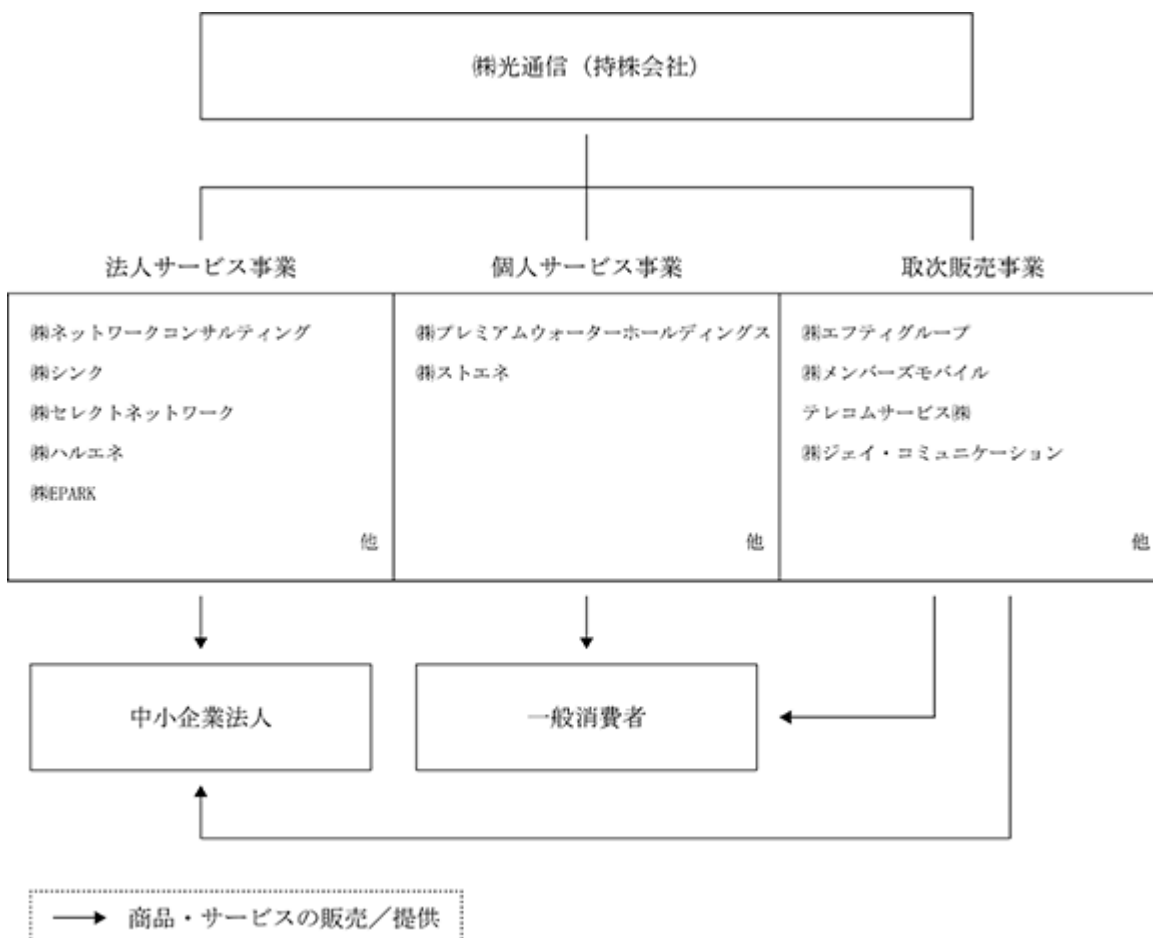 ㈱光通信（持株会社）
法人サービス事業
個人サービス事業
取次販売事業
㈱ネットワークコンサルティング
㈱シンク
㈱セレクトネットワーク
㈱ハルエネ
㈱EPARK
他
㈱プレミアムウォーターホールディングス
㈱ストエネ
他
㈱エフティグループ
㈱メンバーズモバイル
テレコムサービス㈱
㈱ジェイ・コミュニケーション
他
中小企業法人
一般消費者
商品・サービスの販売／提供